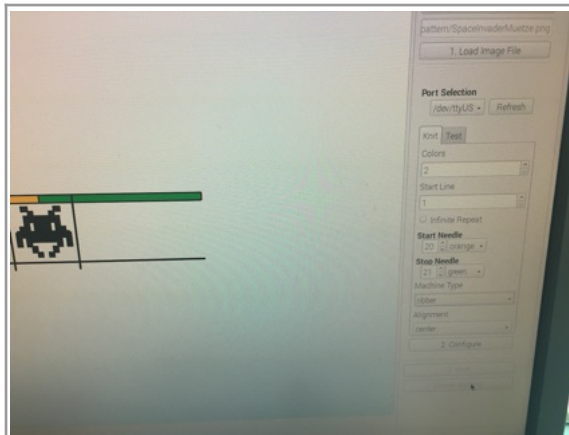 pattern/SpaceInvaderMuetze.png
1. Load Image File
Port Selection
/dev/ttyUS
Refresh
Knit
Test
Colors
2
Start Line
1
Infinite Repeat
Start Needle
20
orange
Stop Needle
21
green
Machine Type
ribber
Alignment
center
2. Configure